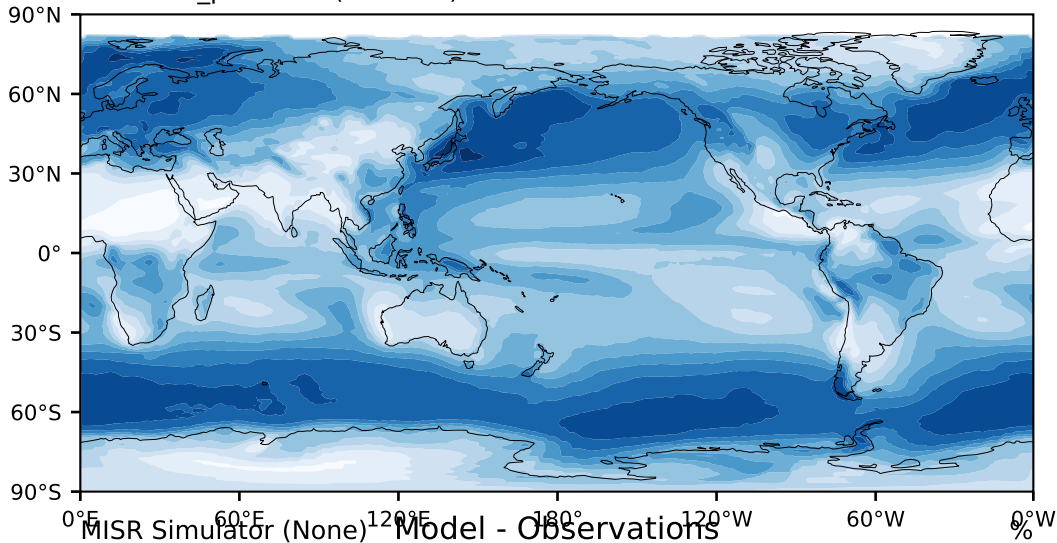 90°N
60°N
30°N
0°
30°S
60°S
90°S
0°E 60°E 120°E 180° 120°W 60°W 0°W
MISR Simulator (None) Model - Observations %